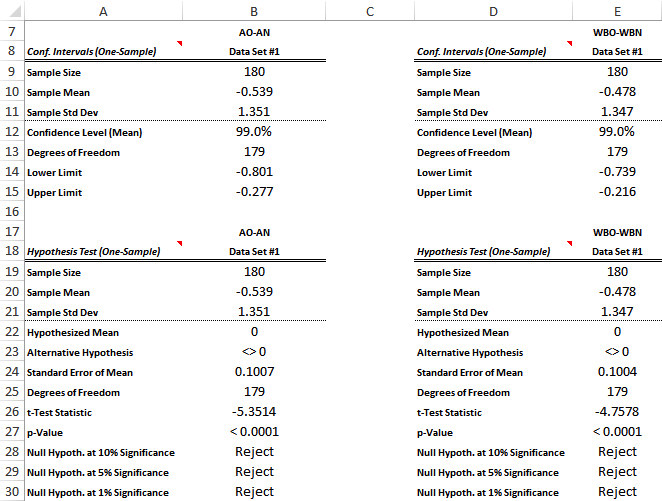 A B C D E
7 AO-AN WBO-WBN
8 Conf. Intervals (One-Sample) Data Set #1 Conf. Intervals (One-Sample) Data Set #1
9 Sample Size 180 Sample Size 180
10 Sample Mean -0.539 Sample Mean -0.478
11 Sample Std Dev 1.351 Sample Std Dev 1.347
12 Confidence Level (Mean) 99.0% Confidence Level (Mean) 99.0%
13 Degrees of Freedom 179 Degrees of Freedom 179
14 Lower Limit -0.801 Lower Limit -0.739
15 Upper Limit -0.277 Upper Limit -0.216
16
17 AO-AN WBO-WBN
18 Hypothesis Test (One-Sample) Data Set #1 Hypothesis Test (One-Sample) Data Set #1
19 Sample Size 180 Sample Size 180
20 Sample Mean -0.539 Sample Mean -0.478
21 Sample Std Dev 1.351 Sample Std Dev 1.347
22 Hypothesized Mean 0 Hypothesized Mean 0
23 Alternative Hypothesis <> 0 Alternative Hypothesis <> 0
24 Standard Error of Mean 0.1007 Standard Error of Mean 0.1004
25 Degrees of Freedom 179 Degrees of Freedom 179
26 t-Test Statistic -5.3514 t-Test Statistic -4.7578
27 p-Value < 0.0001 p-Value < 0.0001
28 Null Hypoth. at 10% Significance Reject Null Hypoth. at 10% Significance Reject
29 Null Hypoth. at 5% Significance Reject Null Hypoth. at 5% Significance Reject
30 Null Hypoth. at 1% Significance Reject Null Hypoth. at 1% Significance Reject